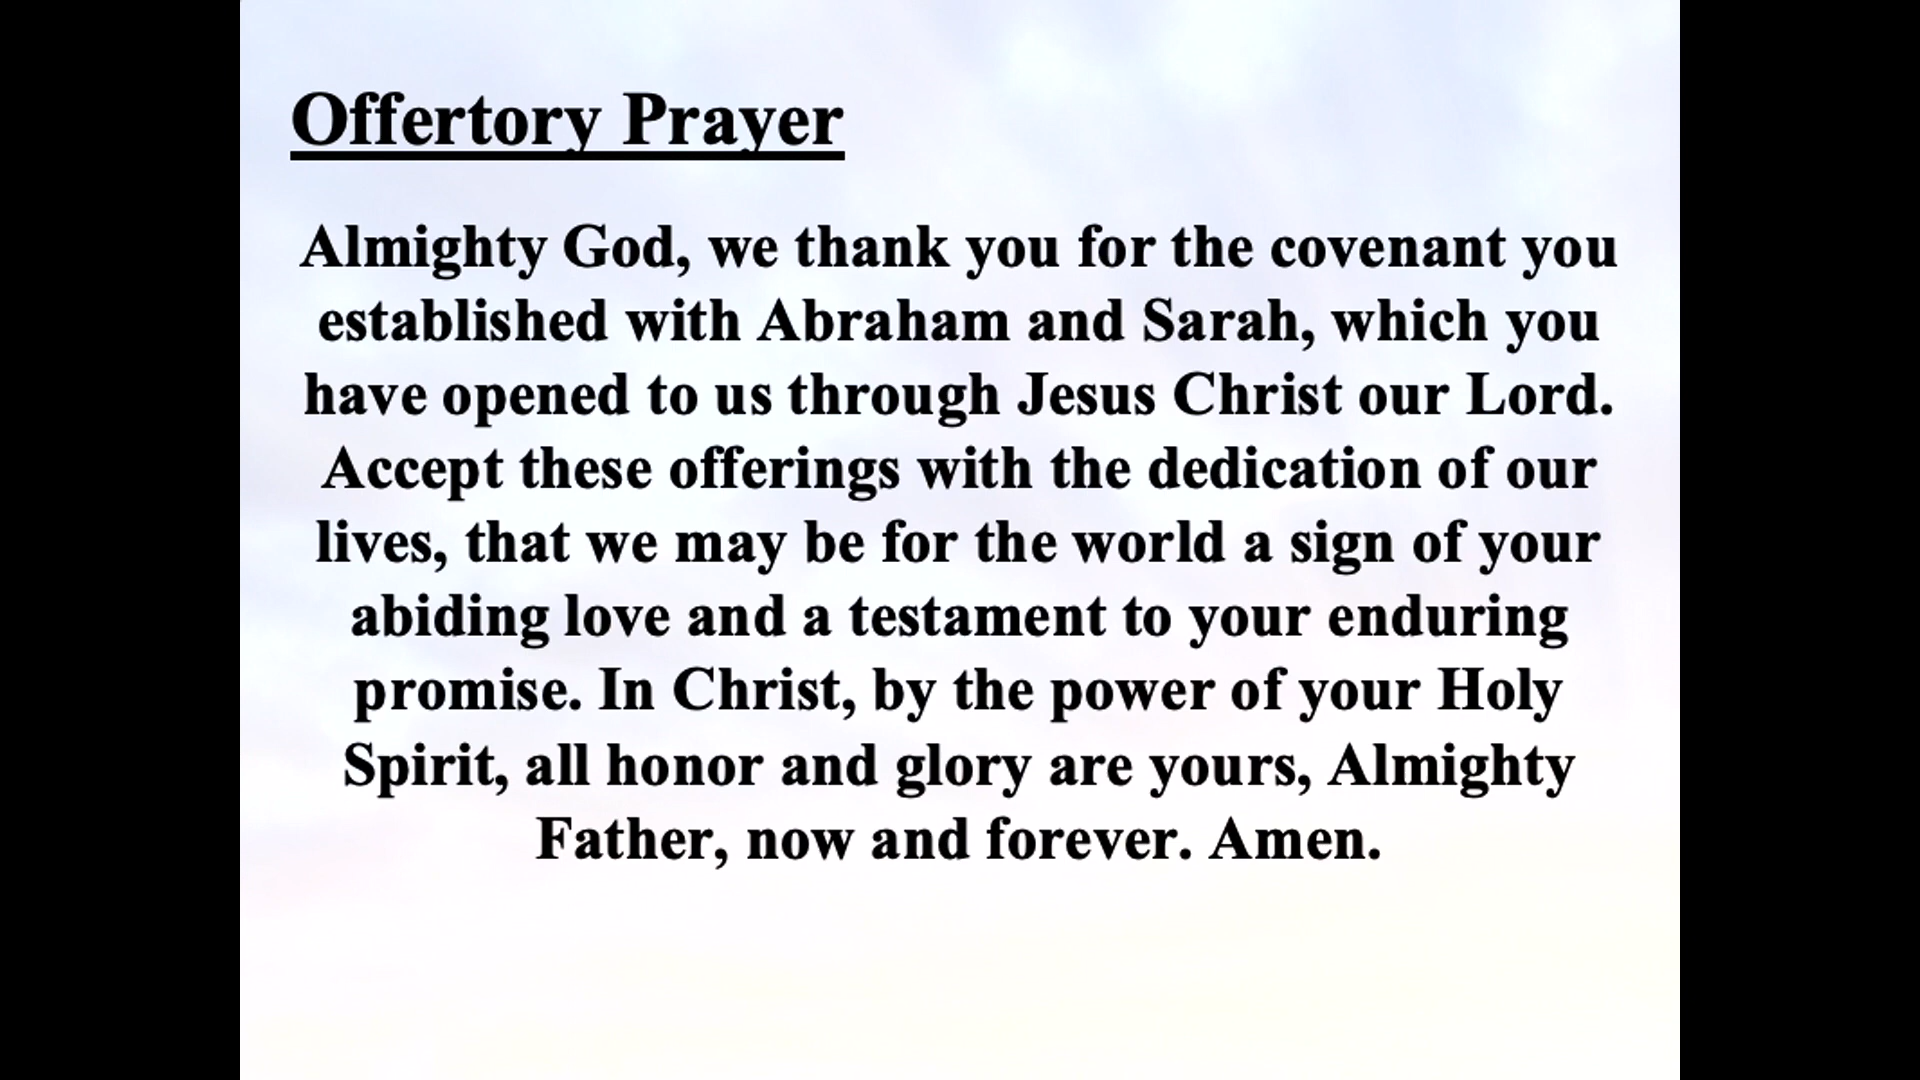 Offertory Prayer
Almighty God, we thank you for the covenant you
established with Abraham and Sarah, which you
have opened to us through Jesus Christ our Lord.
Accept these offerings with the dedication of our
lives, that we may be for the world a sign of your
abiding love and a testament to your enduring
promise. In Christ, by the power of your Holy
Spirit, all honor and glory are yours, Almighty
Father, now and forever. Amen.